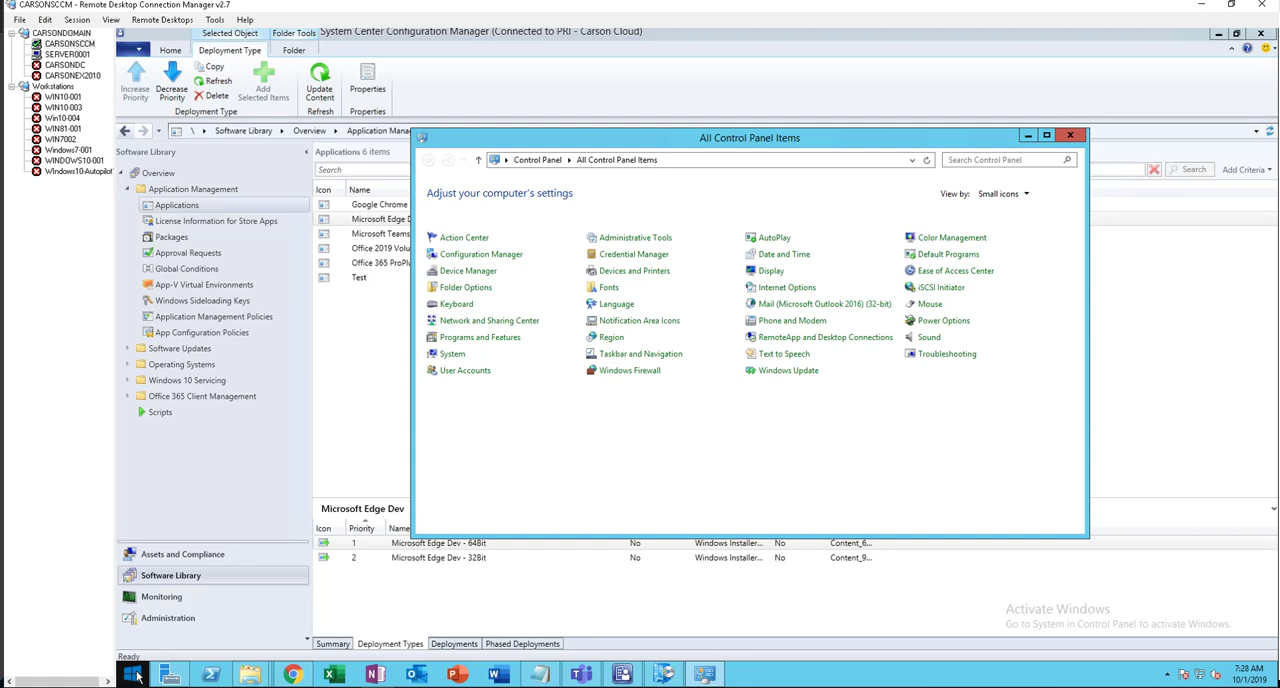 CARSONSCCM - Remote Desktop Connection Manager v2.7
File Edit Session View Remote Desktops Tools Help
CARSONDOMAIN
CARSONSCCM
SERVER0001
CARSONDC
CARSONEX2010
Workstations
WIN10-001
WIN10-003
Win10-004
WIN81-001
WIN7002
Windows7-001
WINDOWS10-001
WIndows10-Autopilot
Selected Object Folder Tools System Center Configuration Manager (Connected to PRI - Carson Cloud)
Home Deployment Type Folder
Increase Priority
Decrease Priority
Copy
Refresh
Delete
Add Selected Items
Update Content
Properties
Deployment Type Refresh Properties
\ Software Library Overview Application Mana
Software Library
Overview
Application Management
Applications
License Information for Store Apps
Packages
Approval Requests
Global Conditions
App-V Virtual Environments
Windows Sideloading Keys
Application Management Policies
App Configuration Policies
Software Updates
Operating Systems
Windows 10 Servicing
Office 365 Client Management
Scripts
Assets and Compliance
Software Library
Monitoring
Administration
Ready
Applications 6 items
Search
Search Add Criteria
Icon Name
Google Chrome
Microsoft Edge D
Microsoft Teams
Office 2019 Volu
Office 365 ProPl
Test
All Control Panel Items
Control Panel All Control Panel Items
Search Control Panel
Adjust your computer's settings
View by: Small icons
Action Center Administrative Tools AutoPlay Color Management
Configuration Manager Credential Manager Date and Time Default Programs
Device Manager Devices and Printers Display Ease of Access Center
Folder Options Fonts Internet Options iSCSI Initiator
Keyboard Language Mail (Microsoft Outlook 2016) (32-bit) Mouse
Network and Sharing Center Notification Area Icons Phone and Modem Power Options
Programs and Features Region RemoteApp and Desktop Connections Sound
System Taskbar and Navigation Text to Speech Troubleshooting
User Accounts Windows Firewall Windows Update
Microsoft Edge Dev
Icon Priority Name
1 Microsoft Edge Dev - 64Bit No Windows Installer... No Content_6...
2 Microsoft Edge Dev - 32Bit No Windows Installer... No Content_9...
Activate Windows
Go to System in Control Panel to activate Windows.
Summary Deployment Types Deployments Phased Deployments
7:28 AM
10/1/2019